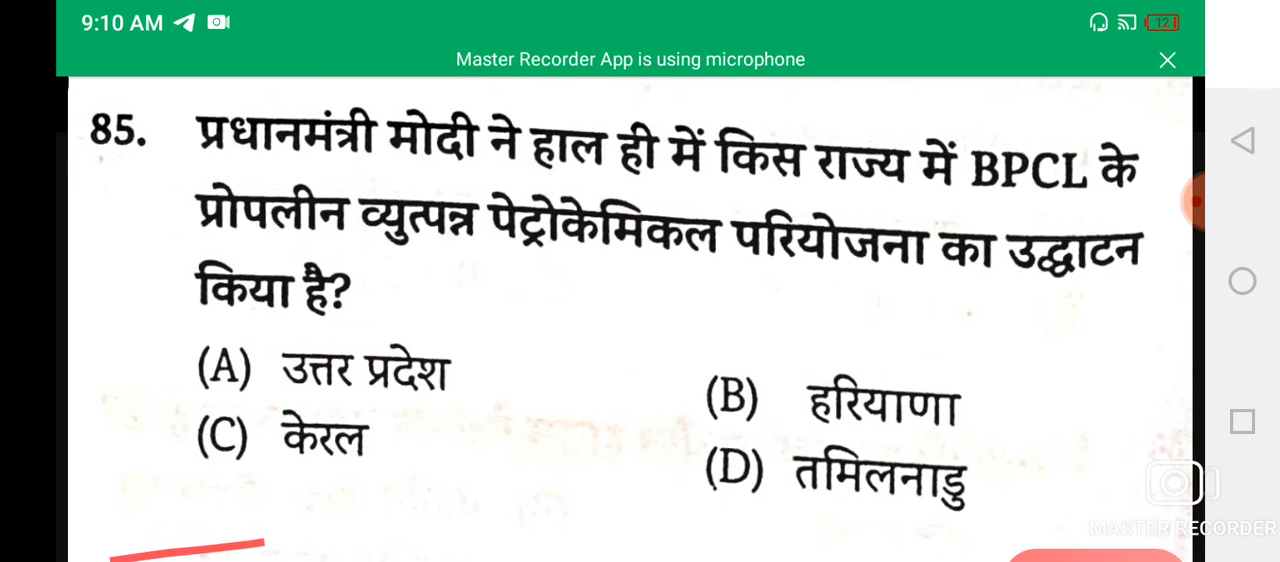 9:10 AM
12
Master Recorder App is using microphone
85. प्रधानमंत्री मोदी ने हाल ही में किस राज्य में BPCL के
प्रोपलीन व्युत्पन्न पेट्रोकेमिकल परियोजना का उद्घाटन
किया है?
(A) उत्तर प्रदेश
(B) हरियाणा
(C) केरल
(D) तमिलनाडु
MASTER RECORDER